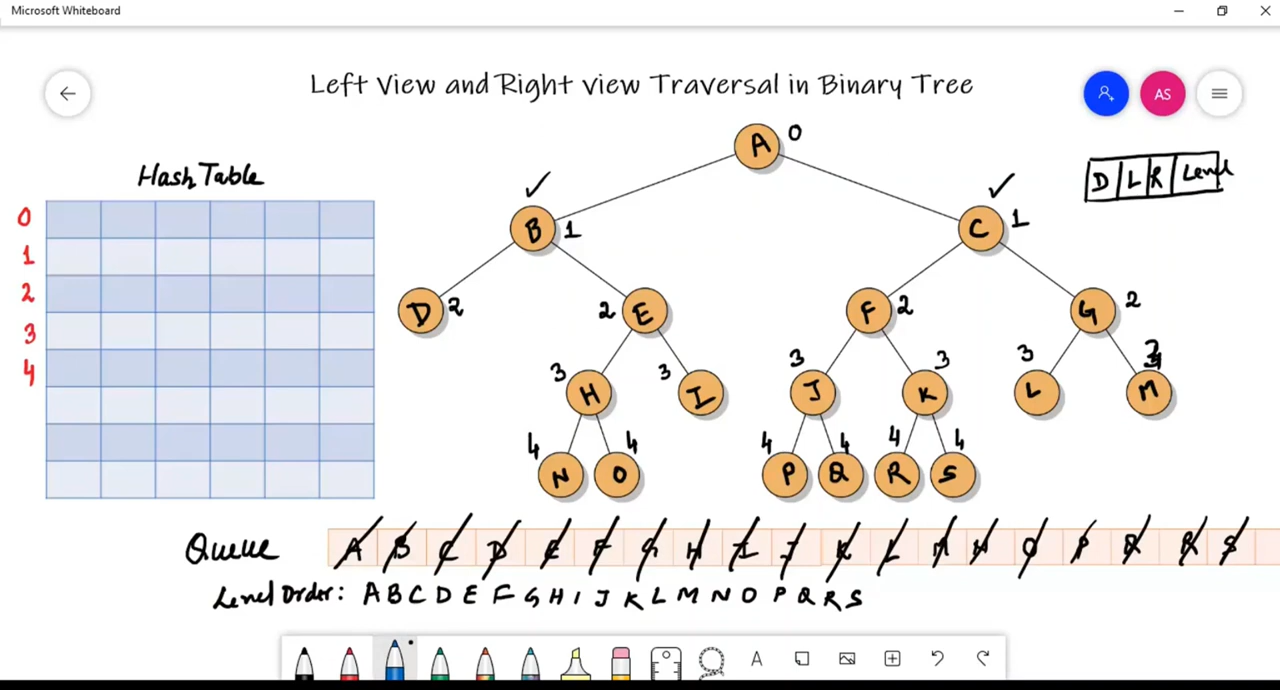 Microsoft Whiteboard
Left View and Right view Traversal in Binary Tree
AS
A 0
Hash Table
D L R Level
0
1
2
3
4
B 1
C 1
D 2
2 E
F 2
G 2
3 H
3 I
3 J
3 K
3 L
M
4 N
4 O
4 P
4 Q
4 R
4 S
Queue A B C D E F G H I J K L M N O P Q R S
Level Order: A B C D E F G H I J K L M N O P Q R S
A